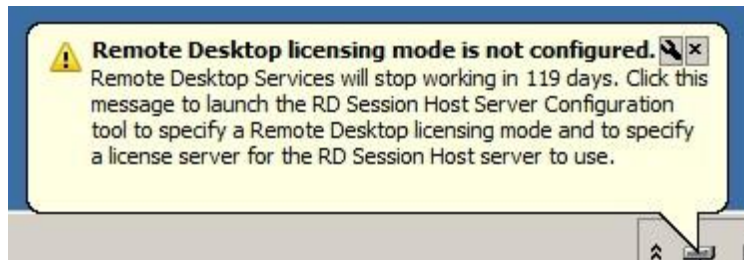 Remote Desktop licensing mode is not configured.
Remote Desktop Services will stop working in 119 days. Click this
message to launch the RD Session Host Server Configuration
tool to specify a Remote Desktop licensing mode and to specify
a license server for the RD Session Host server to use.